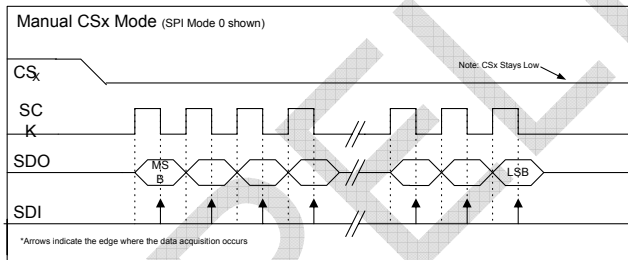 Manual CSx Mode (SPI Mode 0 shown)
CSx
Note: CSx Stays Low
SC
K
SDO
MS
B
LSB
SDI
*Arrows indicate the edge where the data acquisition occurs